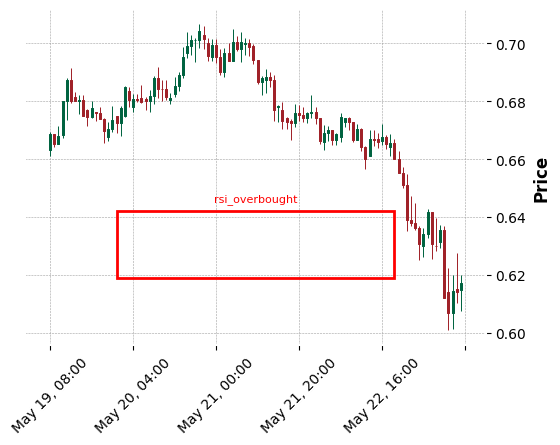 0.70
0.68
0.66
0.64
0.62
0.60
Price
rsi_overbought
May 19, 08:00
May 20, 04:00
May 21, 00:00
May 21, 20:00
May 22, 16:00